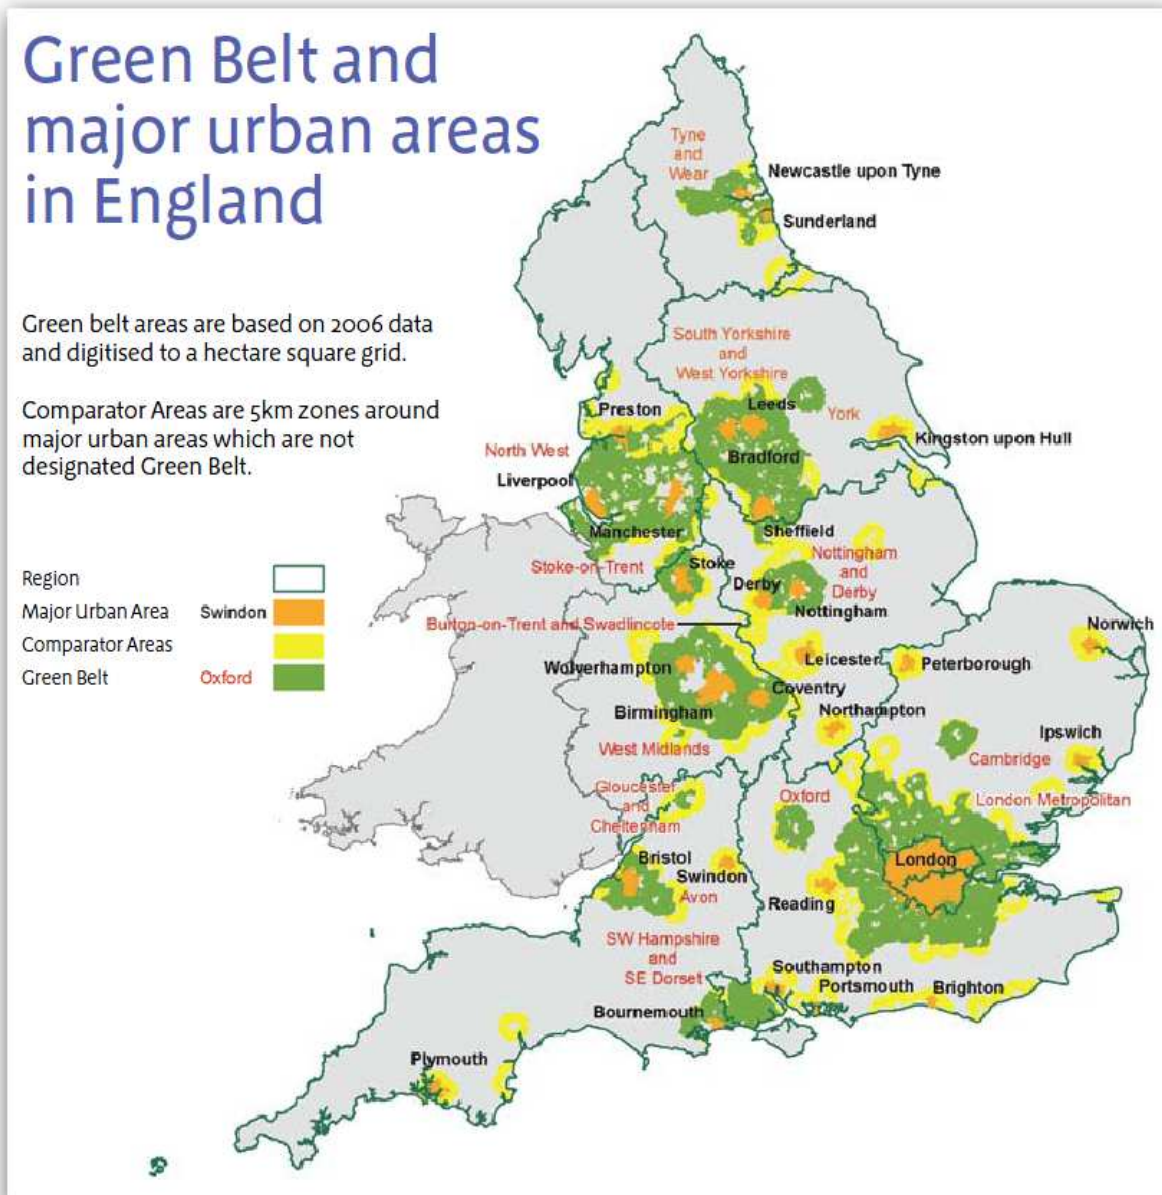 Green Belt and
major urban areas
in England
Green belt areas are based on 2006 data
and digitised to a hectare square grid.
Comparator Areas are 5km zones around
major urban areas which are not
designated Green Belt.
Region
Major Urban Area Swindon
Comparator Areas
Green Belt Oxford
Tyne
and
Wear
Newcastle upon Tyne
Sunderland
South Yorkshire
and
West Yorkshire
Preston
Leeds
York
Kingston upon Hull
North West
Bradford
Liverpool
Manchester
Sheffield
Stoke-on-Trent
Stoke
Nottingham
and
Derby
Derby
Nottingham
Burton-on-Trent and Swadlincote
Norwich
Wolverhampton
Leicester
Peterborough
Coventry
Birmingham
Northampton
West Midlands
Ipswich
Cambridge
Gloucester
and
Cheltenham
Oxford
London Metropolitan
Bristol
London
Swindon
Avon
Reading
SW Hampshire
and
SE Dorset
Southampton
Portsmouth
Brighton
Bournemouth
Plymouth